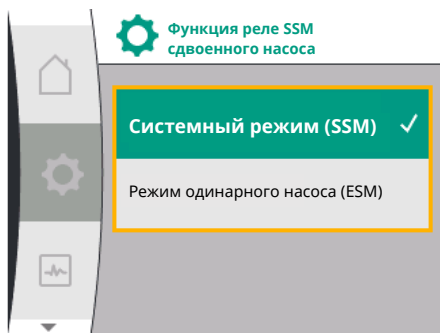 Функция реле SSM
сдвоенного насоса
Системный режим (SSM)
Режим одинарного насоса (ESM)